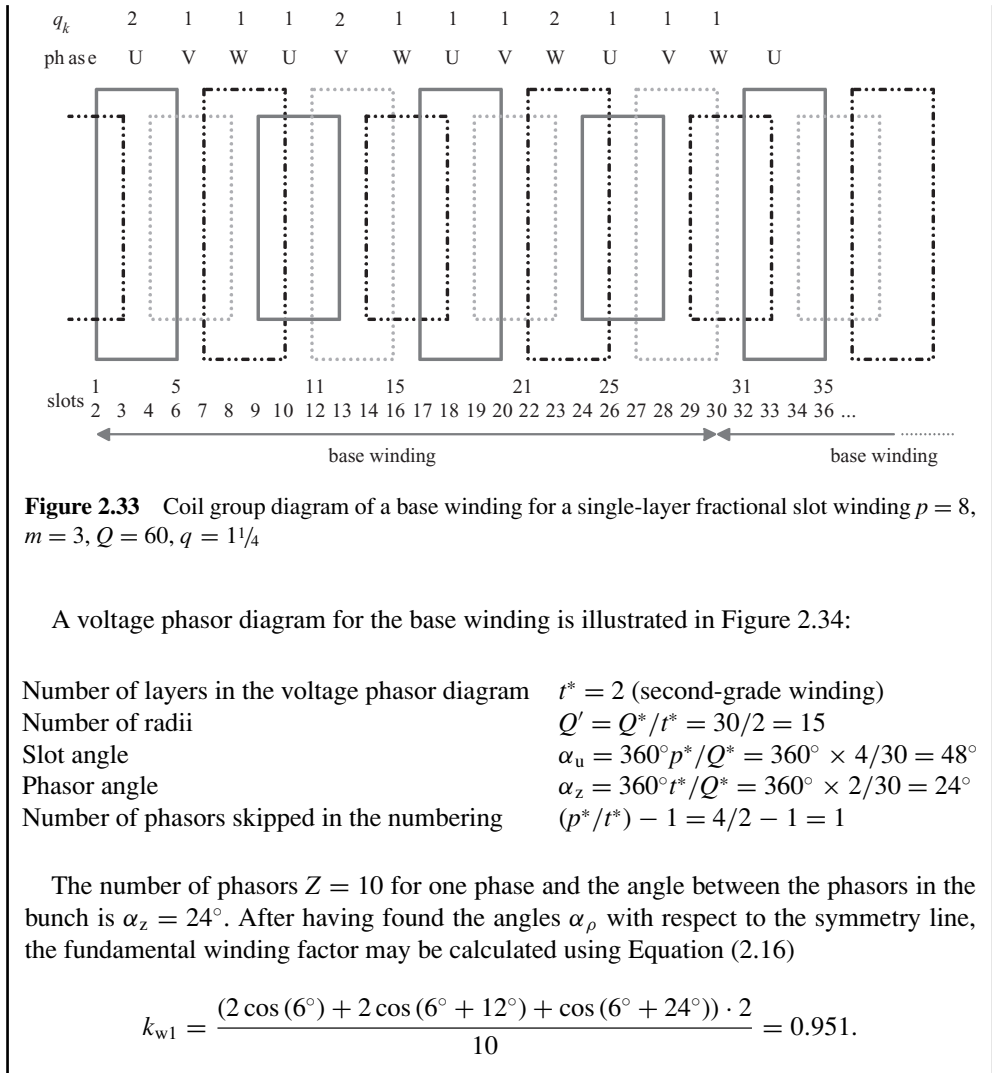 q_k 2 1 1 1 2 1 1 1 2 1 1 1
phase U V W U V W U V W U V W U
1 5 11 15 21 25 31 35
slots 2 3 4 6 7 8 9 10 12 13 14 16 17 18 19 20 22 23 24 26 27 28 29 30 32 33 34 36 ...
base winding base winding
Figure 2.33 Coil group diagram of a base winding for a single-layer fractional slot winding p = 8,
m = 3, Q = 60, q = 1 1/4
A voltage phasor diagram for the base winding is illustrated in Figure 2.34:
Number of layers in the voltage phasor diagram t* = 2 (second-grade winding)
Number of radii Q′ = Q*/t* = 30/2 = 15
Slot angle α_u = 360°p*/Q* = 360° × 4/30 = 48°
Phasor angle α_z = 360°t*/Q* = 360° × 2/30 = 24°
Number of phasors skipped in the numbering (p*/t*) − 1 = 4/2 − 1 = 1
The number of phasors Z = 10 for one phase and the angle between the phasors in the
bunch is α_z = 24°. After having found the angles α_ρ with respect to the symmetry line,
the fundamental winding factor may be calculated using Equation (2.16)
k_w1 = (2 cos (6°) + 2 cos (6° + 12°) + cos (6° + 24°)) · 2 / 10 = 0.951.